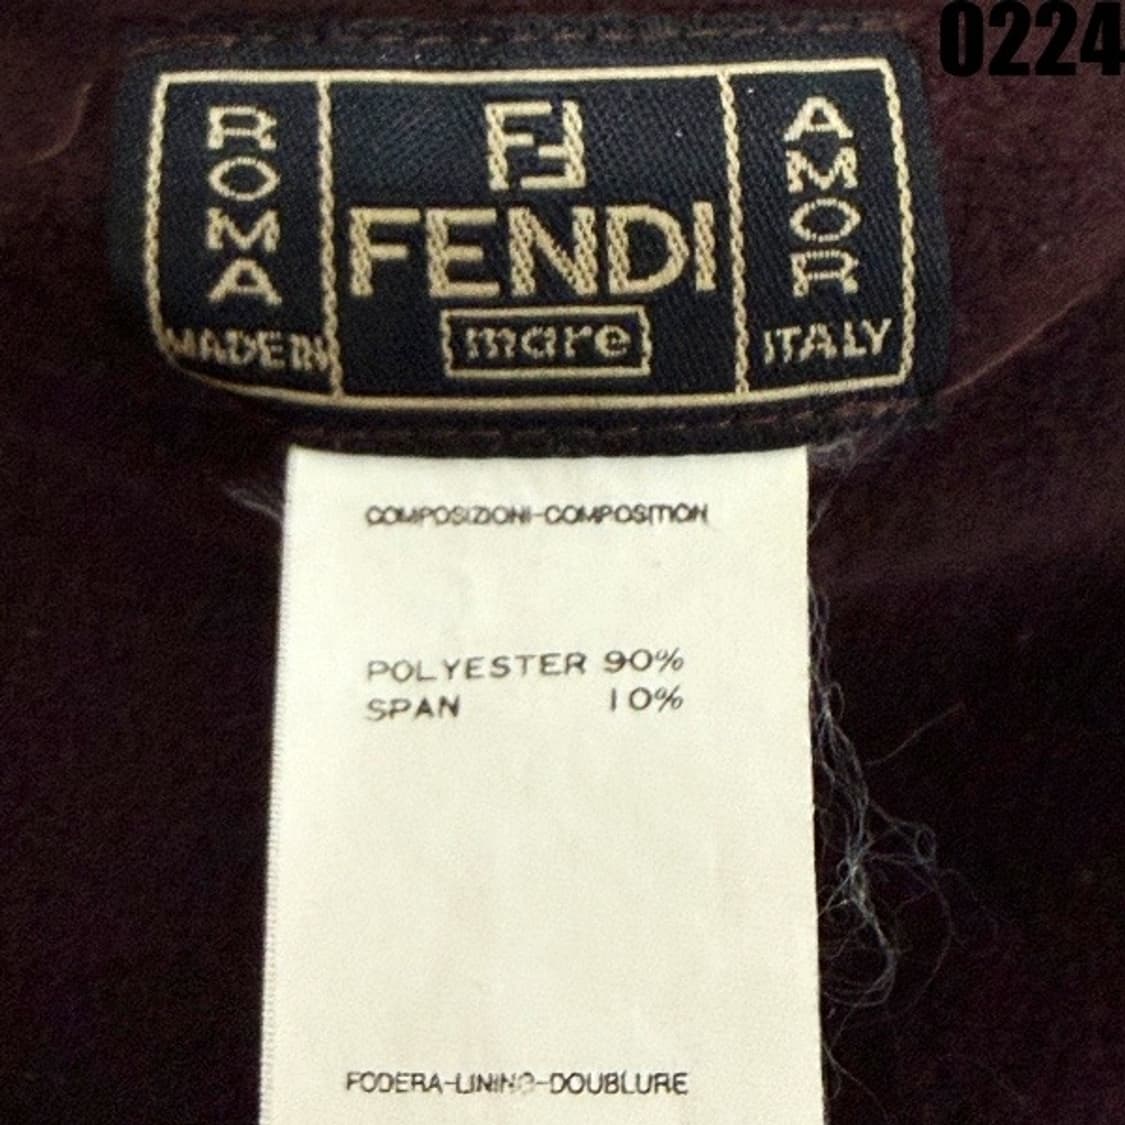 0224
ROMA
FF
FENDI
mare
AMOR
MADE IN
ITALY
COMPOSIZIONI-COMPOSITION
POLYESTER 90%
SPAN 10%
FODERA-LINING-DOUBLURE